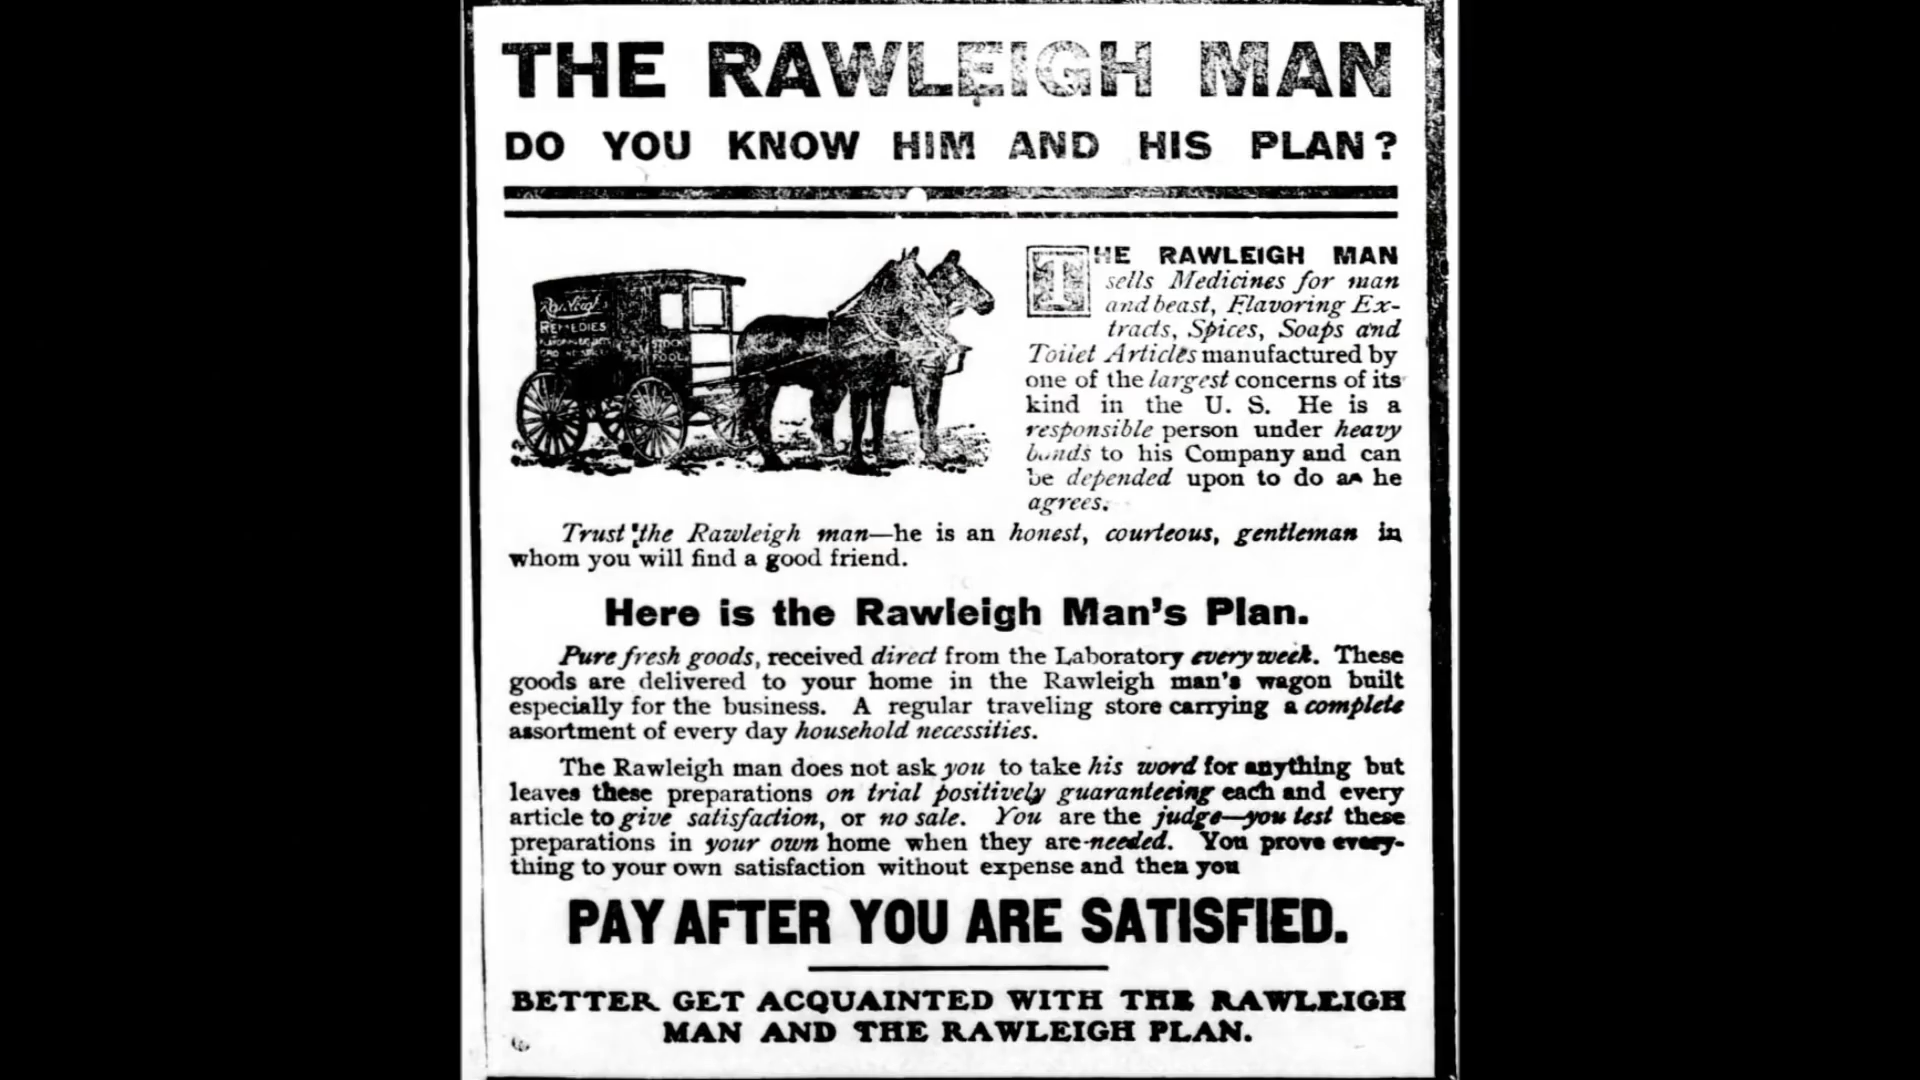 THE RAWLEIGH MAN
DO YOU KNOW HIM AND HIS PLAN?
Rawleigh's
REMEDIES
STOCK
FOOD
THE RAWLEIGH MAN
sells Medicines for man
and beast, Flavoring Ex-
tracts, Spices, Soaps and
Toilet Articles manufactured by
one of the largest concerns of its
kind in the U. S. He is a
responsible person under heavy
bonds to his Company and can
be depended upon to do as he
agrees.
Trust the Rawleigh man—he is an honest, courteous, gentleman in
whom you will find a good friend.
Here is the Rawleigh Man's Plan.
Pure fresh goods, received direct from the Laboratory every week. These
goods are delivered to your home in the Rawleigh man's wagon built
especially for the business. A regular traveling store carrying a complete
assortment of every day household necessities.
The Rawleigh man does not ask you to take his word for anything but
leaves these preparations on trial positively guaranteeing each and every
article to give satisfaction, or no sale. You are the judge—you test these
preparations in your own home when they are needed. You prove every-
thing to your own satisfaction without expense and then you
PAY AFTER YOU ARE SATISFIED.
BETTER GET ACQUAINTED WITH THE RAWLEIGH
MAN AND THE RAWLEIGH PLAN.